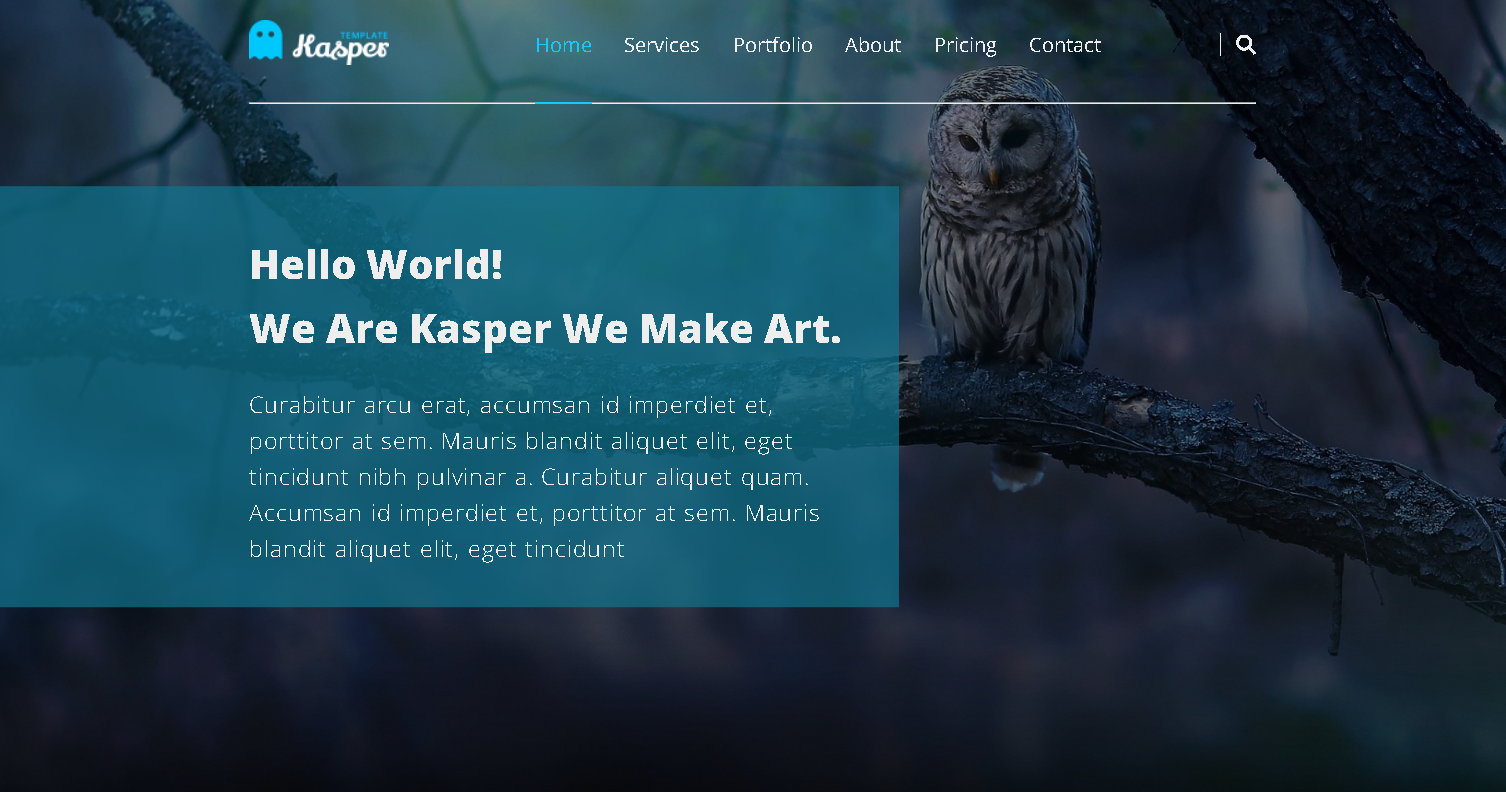 TEMPLATE
Kasper
Home Services Portfolio About Pricing Contact
Hello World!
We Are Kasper We Make Art.
Curabitur arcu erat, accumsan id imperdiet et,
porttitor at sem. Mauris blandit aliquet elit, eget
tincidunt nibh pulvinar a. Curabitur aliquet quam.
Accumsan id imperdiet et, porttitor at sem. Mauris
blandit aliquet elit, eget tincidunt